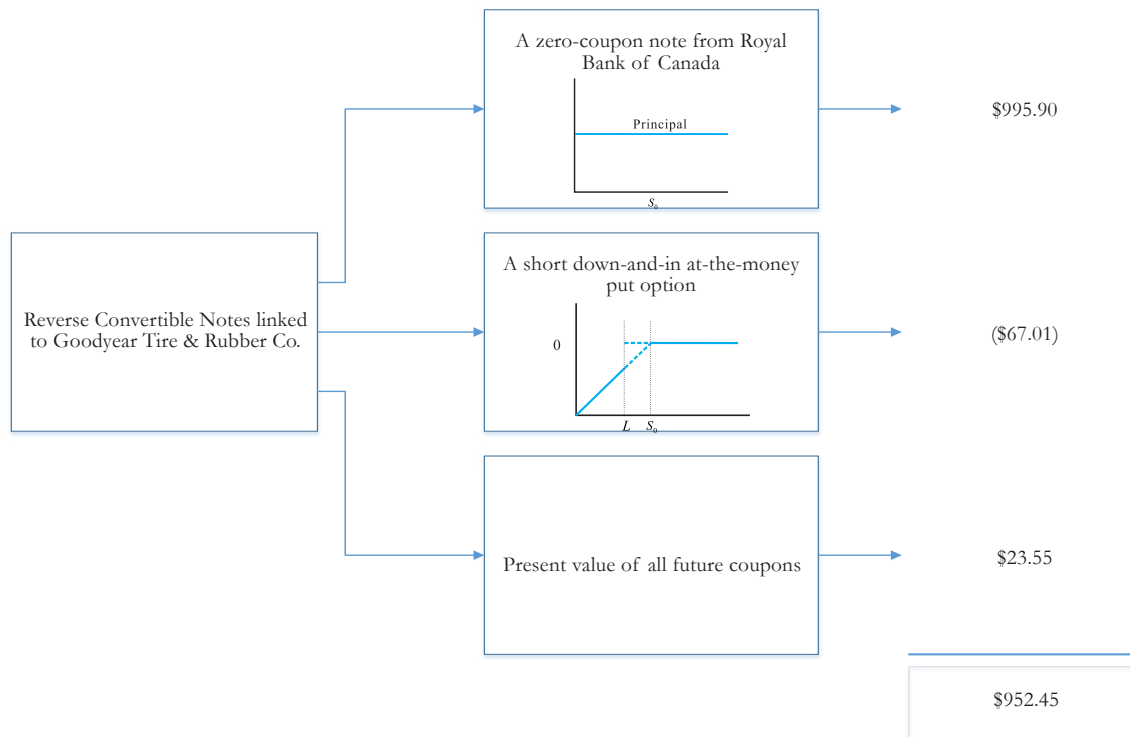 A zero-coupon note from Royal
Bank of Canada
Principal
S₀
$995.90
Reverse Convertible Notes linked
to Goodyear Tire & Rubber Co.
A short down-and-in at-the-money
put option
0
L S₀
($67.01)
Present value of all future coupons
$23.55
$952.45